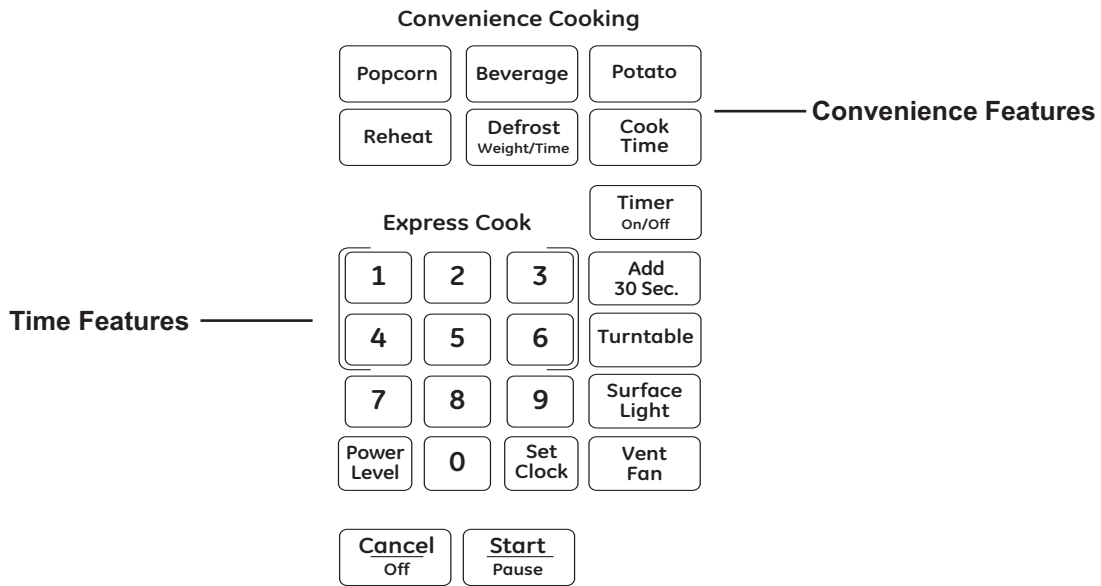 Convenience Cooking
Popcorn
Beverage
Potato
Convenience Features
Reheat
Defrost
Weight/Time
Cook
Time
Timer
On/Off
Express Cook
1
2
3
Add
30 Sec.
Time Features
4
5
6
Turntable
7
8
9
Surface
Light
Power
Level
0
Set
Clock
Vent
Fan
Cancel
Off
Start
Pause